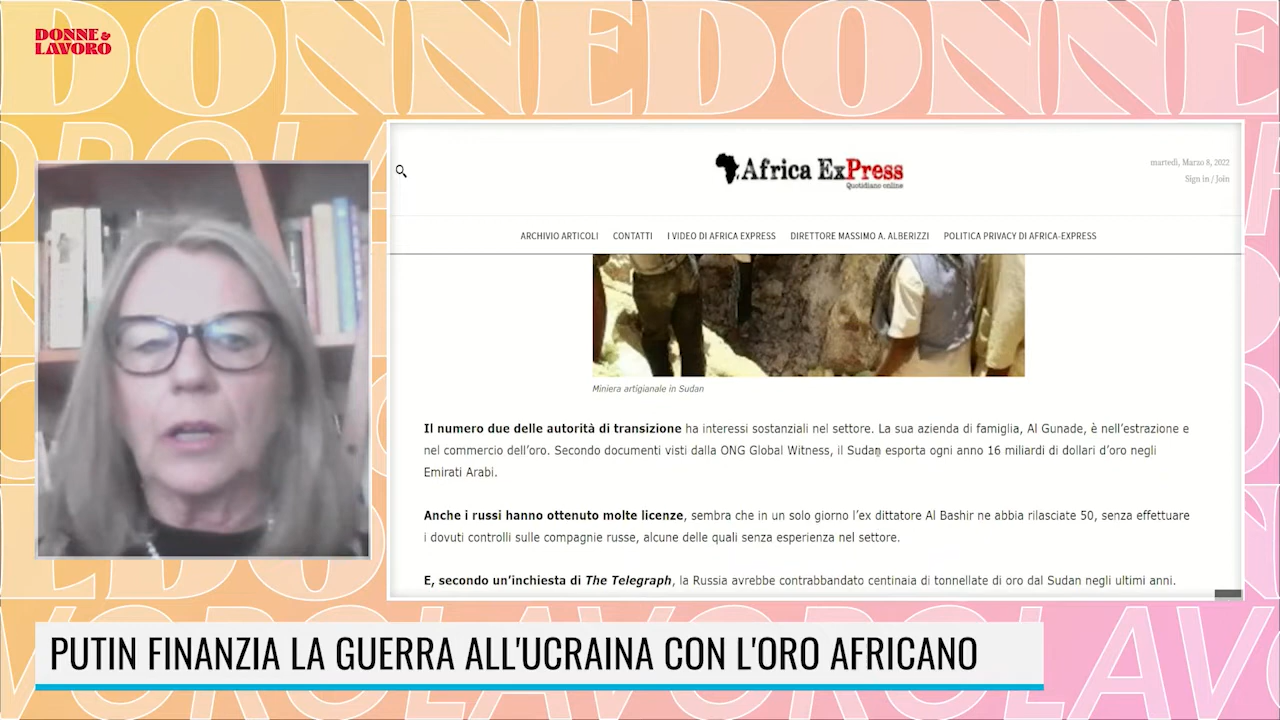 DONNE &
LAVORO
DONNEDONNE
Africa ExPress
Quotidiano online
martedì, Marzo 8, 2022
Sign in / Join
ARCHIVIO ARTICOLI CONTATTI I VIDEO DI AFRICA EXPRESS DIRETTORE MASSIMO A. ALBERIZZI POLITICA PRIVACY DI AFRICA-EXPRESS
Miniera artigianale in Sudan
Il numero due delle autorità di transizione ha interessi sostanziali nel settore. La sua azienda di famiglia, Al Gunade, è nell'estrazione e
nel commercio dell'oro. Secondo documenti visti dalla ONG Global Witness, il Sudan esporta ogni anno 16 miliardi di dollari d'oro negli
Emirati Arabi.
Anche i russi hanno ottenuto molte licenze, sembra che in un solo giorno l'ex dittatore Al Bashir ne abbia rilasciate 50, senza effettuare
i dovuti controlli sulle compagnie russe, alcune delle quali senza esperienza nel settore.
E, secondo un'inchiesta di The Telegraph, la Russia avrebbe contrabbandato centinaia di tonnellate di oro dal Sudan negli ultimi anni.
PUTIN FINANZIA LA GUERRA ALL'UCRAINA CON L'ORO AFRICANO